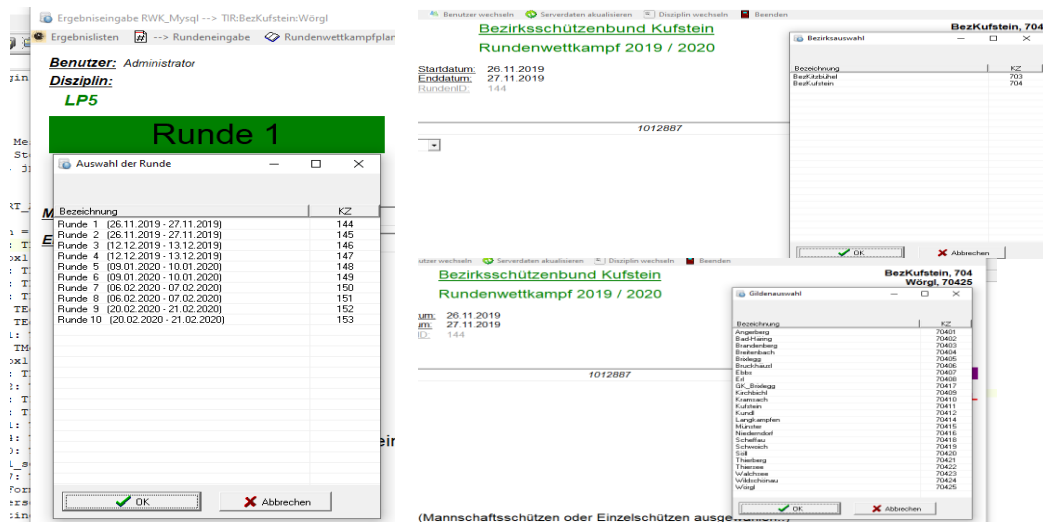 Ergebniseingabe RWK_Mysql --> TIR:BezKufstein:Wörgl
Ergebnislisten --> Rundeneingabe Rundenwettkampfplan
Benutzer: Administrator
Disziplin:
LP5
Runde 1
Auswahl der Runde
Bezeichnung KZ
Runde 1 (26.11.2019 - 27.11.2019) 144
Runde 2 (26.11.2019 - 27.11.2019) 145
Runde 3 (12.12.2019 - 13.12.2019) 146
Runde 4 (12.12.2019 - 13.12.2019) 147
Runde 5 (09.01.2020 - 10.01.2020) 148
Runde 6 (09.01.2020 - 10.01.2020) 149
Runde 7 (06.02.2020 - 07.02.2020) 150
Runde 8 (06.02.2020 - 07.02.2020) 151
Runde 9 (20.02.2020 - 21.02.2020) 152
Runde 10 (20.02.2020 - 21.02.2020) 153
OK Abbrechen
Benutzer wechseln Serverdaten akualisieren Disziplin wechseln Beenden
Bezirksschützenbund Kufstein
BezKufstein, 704
Rundenwettkampf 2019 / 2020
Startdatum: 26.11.2019
Enddatum: 27.11.2019
RundenID: 144
1012887
Bezirksauswahl
Bezeichnung KZ
BezKitzbühel 703
BezKufstein 704
OK Abbrechen
utzer wechseln Serverdaten akualisieren Disziplin wechseln Beenden
Bezirksschützenbund Kufstein
BezKufstein, 704
Wörgl, 70425
Rundenwettkampf 2019 / 2020
um: 26.11.2019
um: 27.11.2019
ID: 144
1012887
Gildenauswahl
Bezeichnung KZ
Angerberg 70401
Bad-Häring 70402
Brandenberg 70403
Breitenbach 70404
Brixlegg 70405
Bruckhäusl 70406
Ebbs 70407
Erl 70408
GK_Brixlegg 70417
Kirchbichl 70409
Kramsach 70410
Kufstein 70411
Kundl 70412
Langkampfen 70414
Münster 70415
Niederndorf 70416
Scheffau 70418
Schwoich 70419
Söll 70420
Thierberg 70421
Thiersee 70422
Walchsee 70423
Wildschönau 70424
Wörgl 70425
OK Abbrechen
(Mannschaftsschützen oder Einzelschützen ausgewählen...)